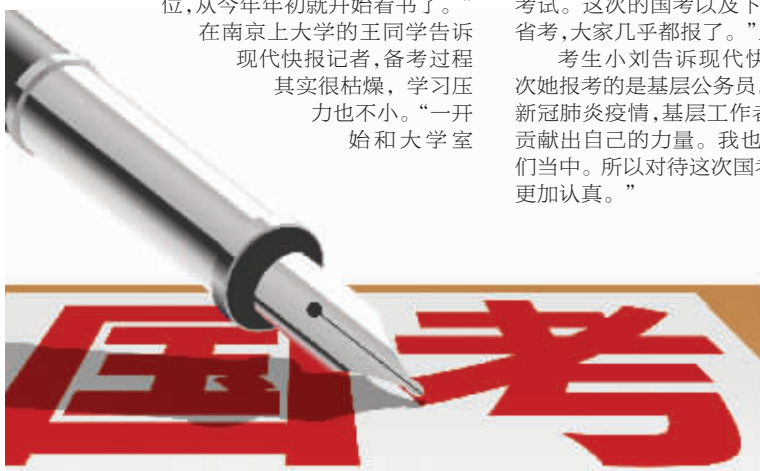 位,从今年年初就开始看书了。”
在南京上大学的王同学告诉
现代快报记者,备考过程
其实很枯燥，学习压
力也不小。“一开
始和大学室
考试。这次的国考以及下
省考,大家几乎都报了。”
考生小刘告诉现代快
次她报考的是基层公务员
新冠肺炎疫情,基层工作者
贡献出自己的力量。我也
们当中。所以对待这次国考
更加认真。”
国考